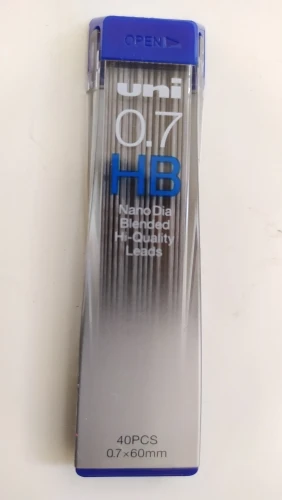 OPEN
uni
0.7
HB
Nano Dia
Blended
Hi-Quality
Leads
40PCS
0.7×60mm